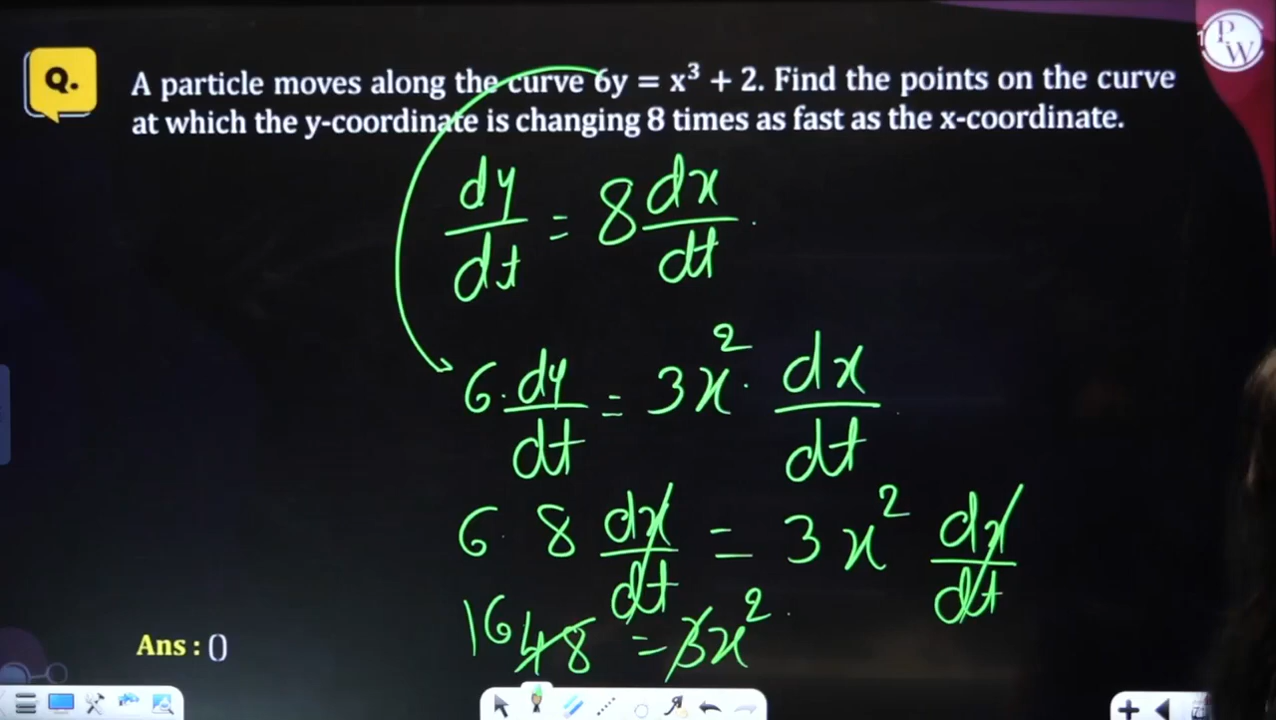 Q.
A particle moves along the curve 6y = x³ + 2. Find the points on the curve
at which the y-coordinate is changing 8 times as fast as the x-coordinate.
PW
dy/dt = 8 dx/dt
6. dy/dt = 3x². dx/dt
6 8 dx/dt = 3x² dx/dt
16 48 = 3x²
Ans : ()